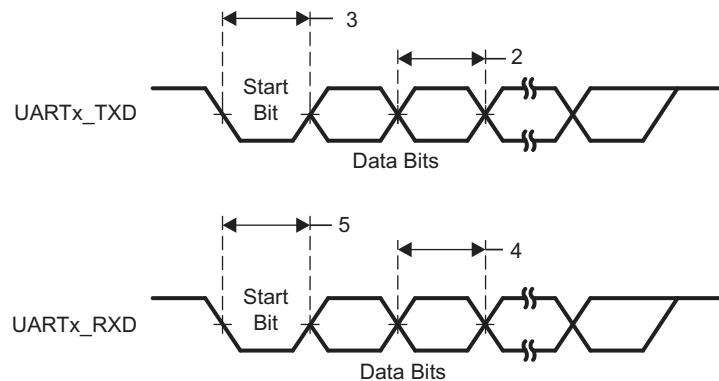 3
2
Start
Bit
UARTx_TXD
Data Bits
5
4
Start
Bit
UARTx_RXD
Data Bits